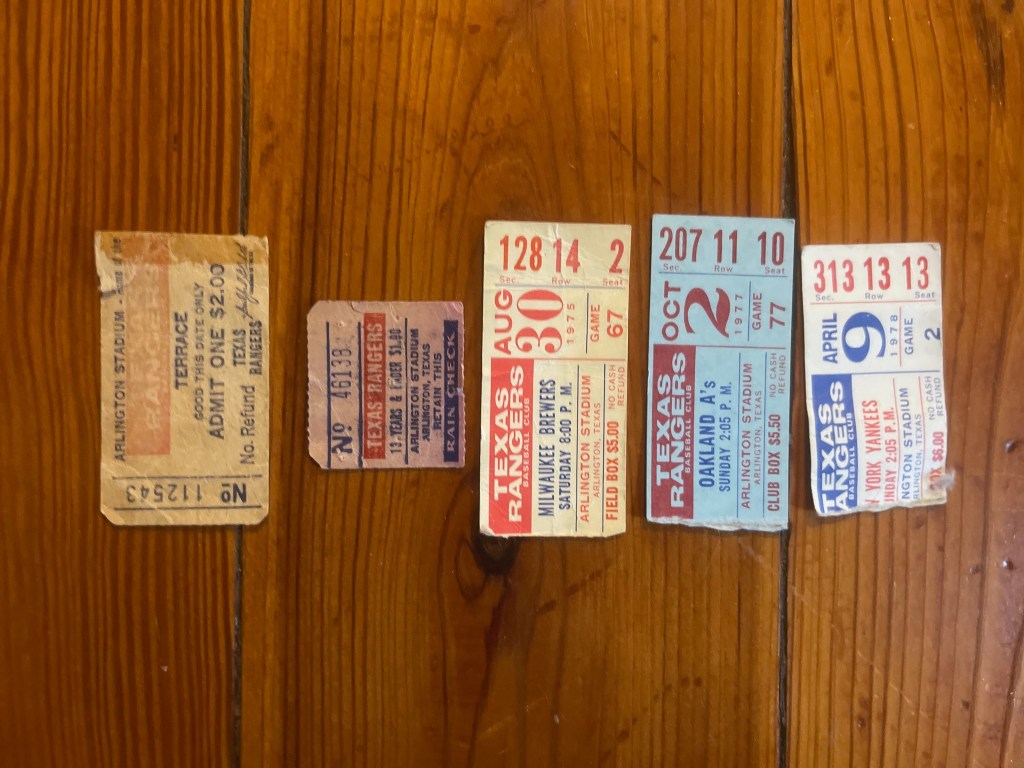 ARLINGTON STADIUM
RANGERS
TERRACE
GOOD THIS DATE ONLY
ADMIT ONE $2.00
TEXAS
RANGERS
No Refund
No 112543
No 46138
TEXAS RANGERS
13 YEARS & UNDER
ARLINGTON STADIUM
ARLINGTON, TEXAS
RETAIN THIS
RAIN CHECK
128 14 2
Sec. Row Seat
AUG
30
1975
GAME
67
TEXAS
RANGERS
BASEBALL CLUB
MILWAUKEE BREWERS
SATURDAY 8:00 P. M.
ARLINGTON STADIUM
ARLINGTON, TEXAS
FIELD BOX $5.00
NO CASH
REFUND
207 11 10
Sec. Row Seat
OCT
2
1977
GAME
77
TEXAS
RANGERS
BASEBALL CLUB
OAKLAND A'S
SUNDAY 2:05 P. M.
ARLINGTON STADIUM
ARLINGTON, TEXAS
CLUB BOX $5.50
NO CASH
REFUND
313 13 13
Sec. Row Seat
APRIL
9
1978
GAME
2
TEXAS
ANGERS
BASEBALL CLUB
YORK YANKEES
UNDAY 2:05 P. M.
NGTON STADIUM
RLINGTON, TEXAS
OX $6.00
NO CASH
REFUND